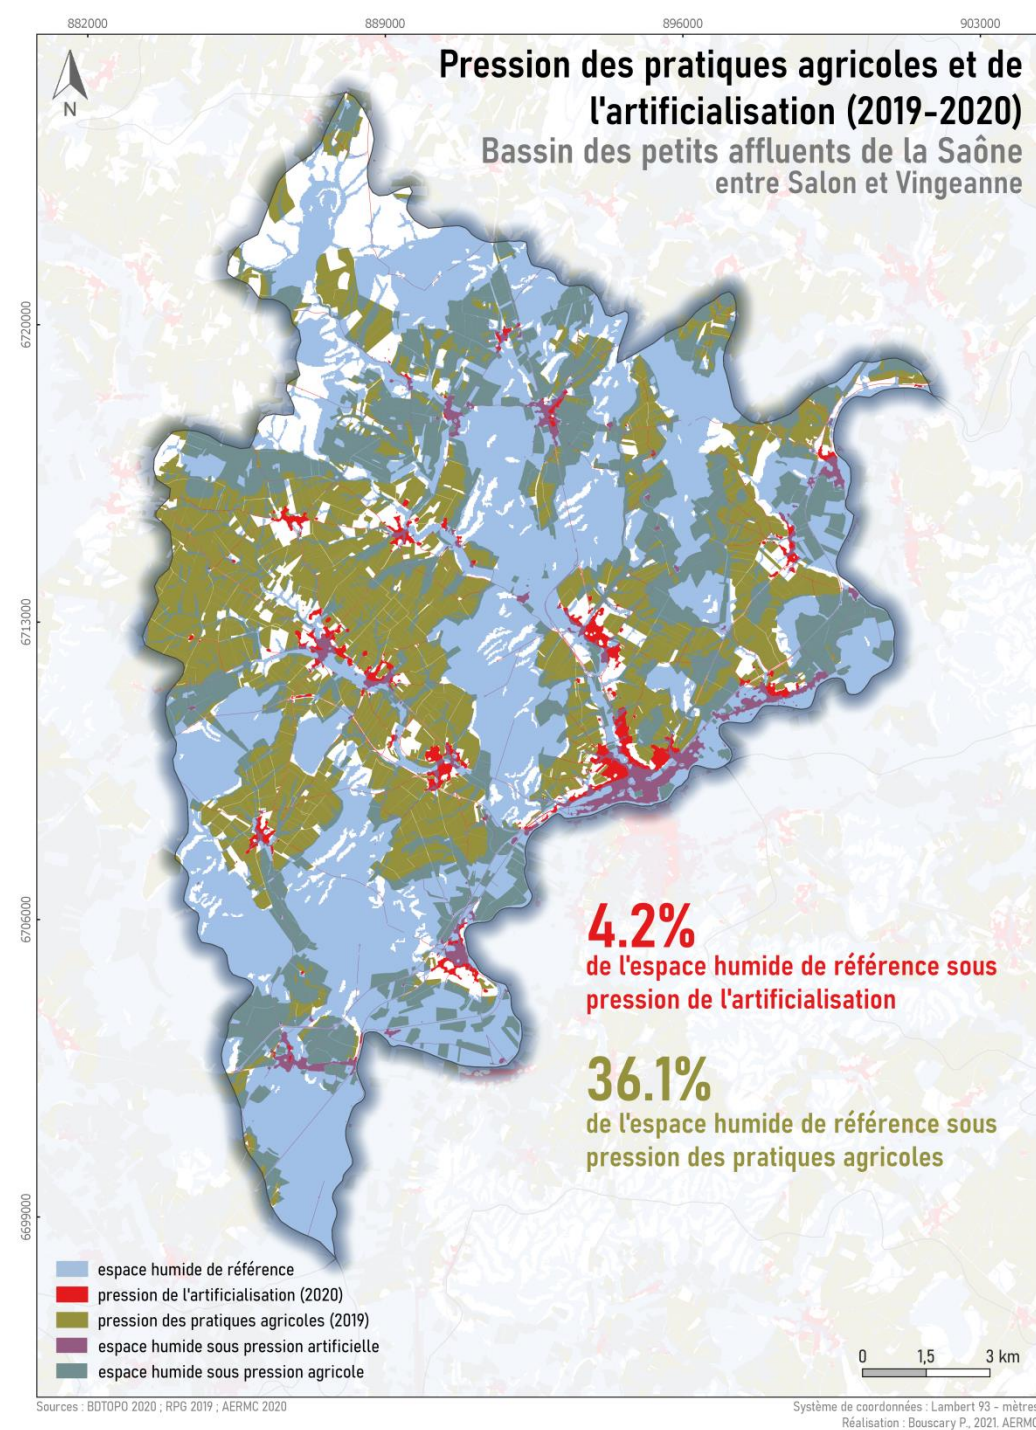 882000
889000
896000
903000
Pression des pratiques agricoles et de
l'artificialisation (2019-2020)
Bassin des petits affluents de la Saône
entre Salon et Vingeanne
N
6720000
6713000
6706000
6699000
4.2%
de l'espace humide de référence sous
pression de l'artificialisation
36.1%
de l'espace humide de référence sous
pression des pratiques agricoles
espace humide de référence
pression de l'artificialisation (2020)
pression des pratiques agricoles (2019)
espace humide sous pression artificielle
espace humide sous pression agricole
0 1,5 3 km
Sources : BDTOPO 2020 ; RPG 2019 ; AERMC 2020
Système de coordonnées : Lambert 93 - mètres
Réalisation : Bouscary P., 2021. AERMC